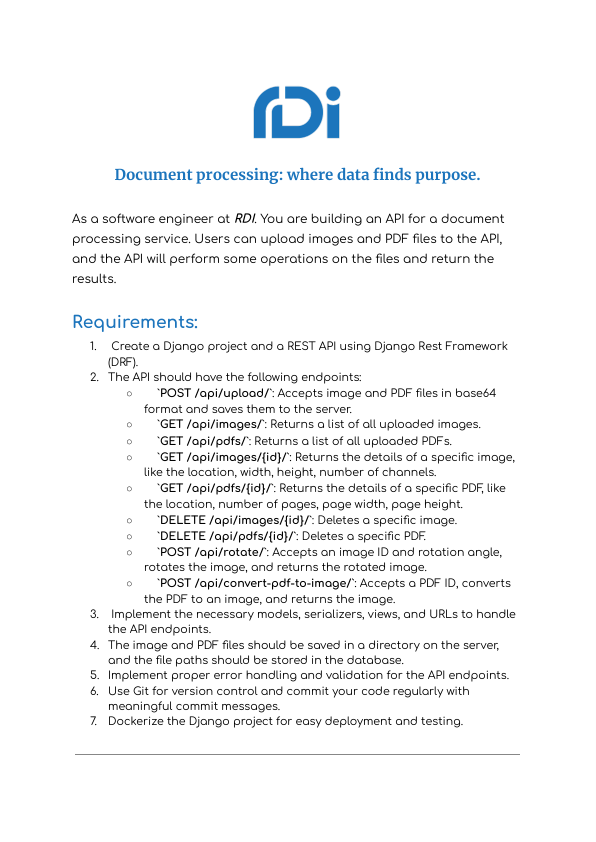 rDi
Document processing: where data finds purpose.
As a software engineer at RDI. You are building an API for a document
processing service. Users can upload images and PDF files to the API,
and the API will perform some operations on the files and return the
results.
Requirements:
1. Create a Django project and a REST API using Django Rest Framework
(DRF).
2. The API should have the following endpoints:
○ `POST /api/upload/`: Accepts image and PDF files in base64
format and saves them to the server.
○ `GET /api/images/`: Returns a list of all uploaded images.
○ `GET /api/pdfs/`: Returns a list of all uploaded PDFs.
○ `GET /api/images/{id}/`: Returns the details of a specific image,
like the location, width, height, number of channels.
○ `GET /api/pdfs/{id}/`: Returns the details of a specific PDF, like
the location, number of pages, page width, page height.
○ `DELETE /api/images/{id}/`: Deletes a specific image.
○ `DELETE /api/pdfs/{id}/`: Deletes a specific PDF.
○ `POST /api/rotate/`: Accepts an image ID and rotation angle,
rotates the image, and returns the rotated image.
○ `POST /api/convert-pdf-to-image/`: Accepts a PDF ID, converts
the PDF to an image, and returns the image.
3. Implement the necessary models, serializers, views, and URLs to handle
the API endpoints.
4. The image and PDF files should be saved in a directory on the server,
and the file paths should be stored in the database.
5. Implement proper error handling and validation for the API endpoints.
6. Use Git for version control and commit your code regularly with
meaningful commit messages.
7. Dockerize the Django project for easy deployment and testing.